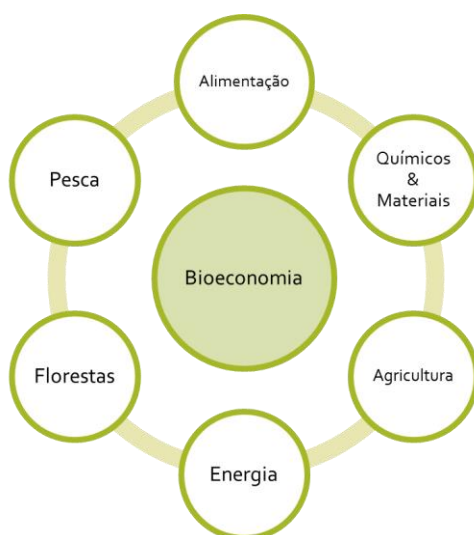 Alimentação
Químicos
&
Materiais
Pesca
Bioeconomia
Florestas
Agricultura
Energia